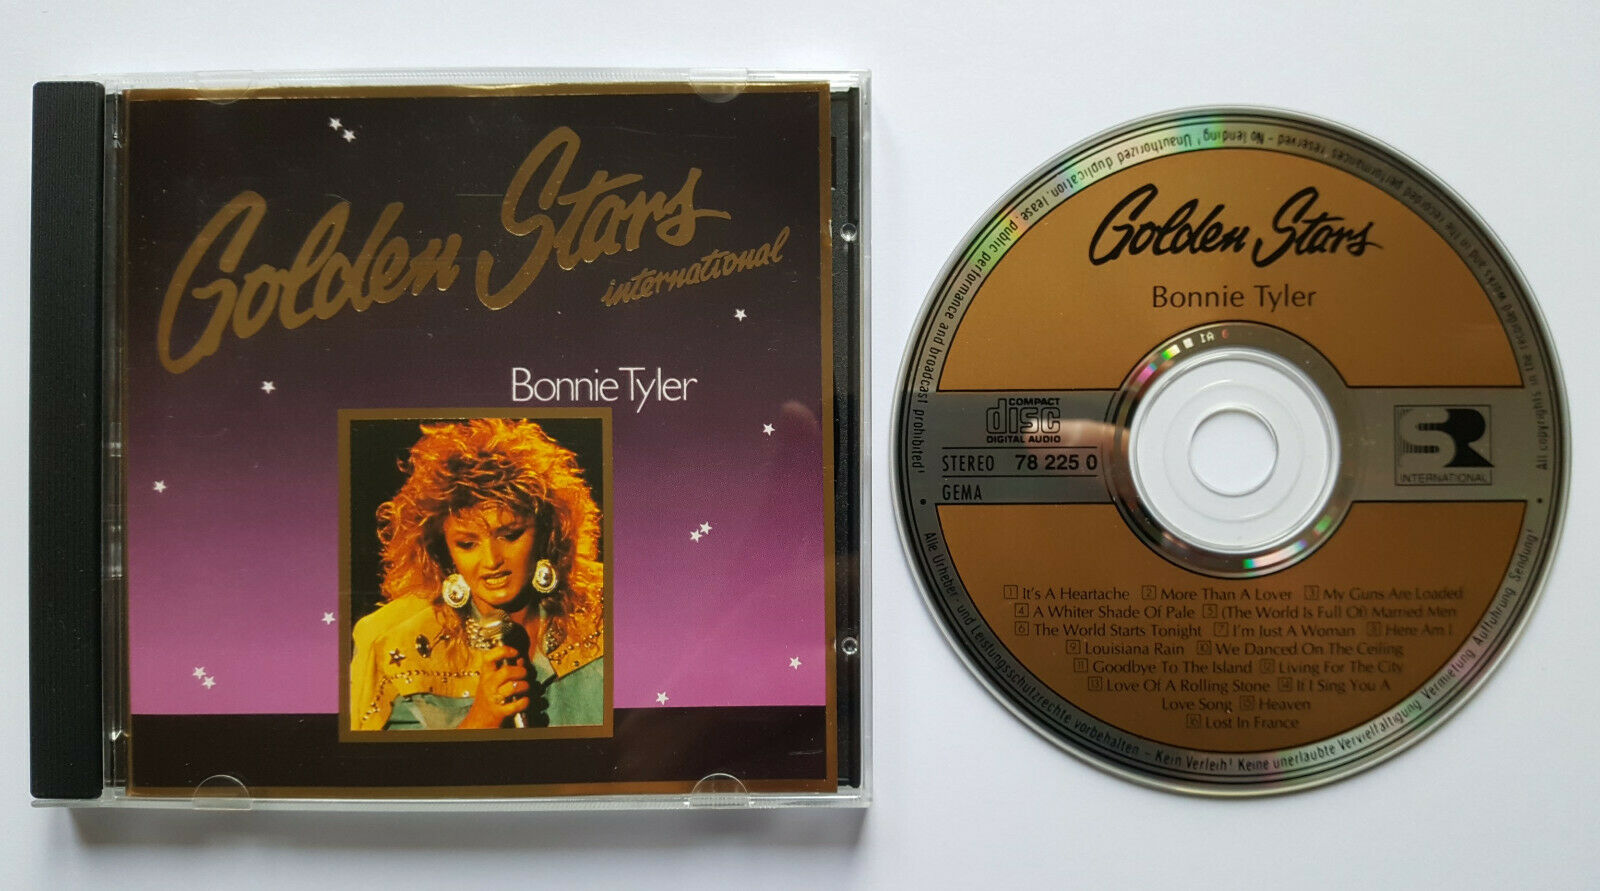 Golden Stars
international
Bonnie Tyler
Golden Stars
Bonnie Tyler
IA 6
COMPACT
disc
DIGITAL AUDIO
STEREO 78 225 0
GEMA
SR
INTERNATIONAL
1 It's A Heartache 2 More Than A Lover 3 My Guns Are Loaded
4 A Whiter Shade Of Pale 5 (The World Is Full Of) Married Men
6 The World Starts Tonight 7 I'm Just A Woman 8 Here Am I
9 Louisiana Rain 10 We Danced On The Ceiling
11 Goodbye To The Island 12 Living For The City
13 Love Of A Rolling Stone 14 If I Sing You A
Love Song 15 Heaven
16 Lost In France
All copyrights in the recorded works and in the recorded performances reserved - No lending! Unauthorized duplication, lease, public performance and broadcast prohibited!
Alle Urheber- und Leistungsschutzrechte vorbehalten - Kein Verleih! Keine unerlaubte Vervielfältigung, Vermietung, Aufführung, Sendung!